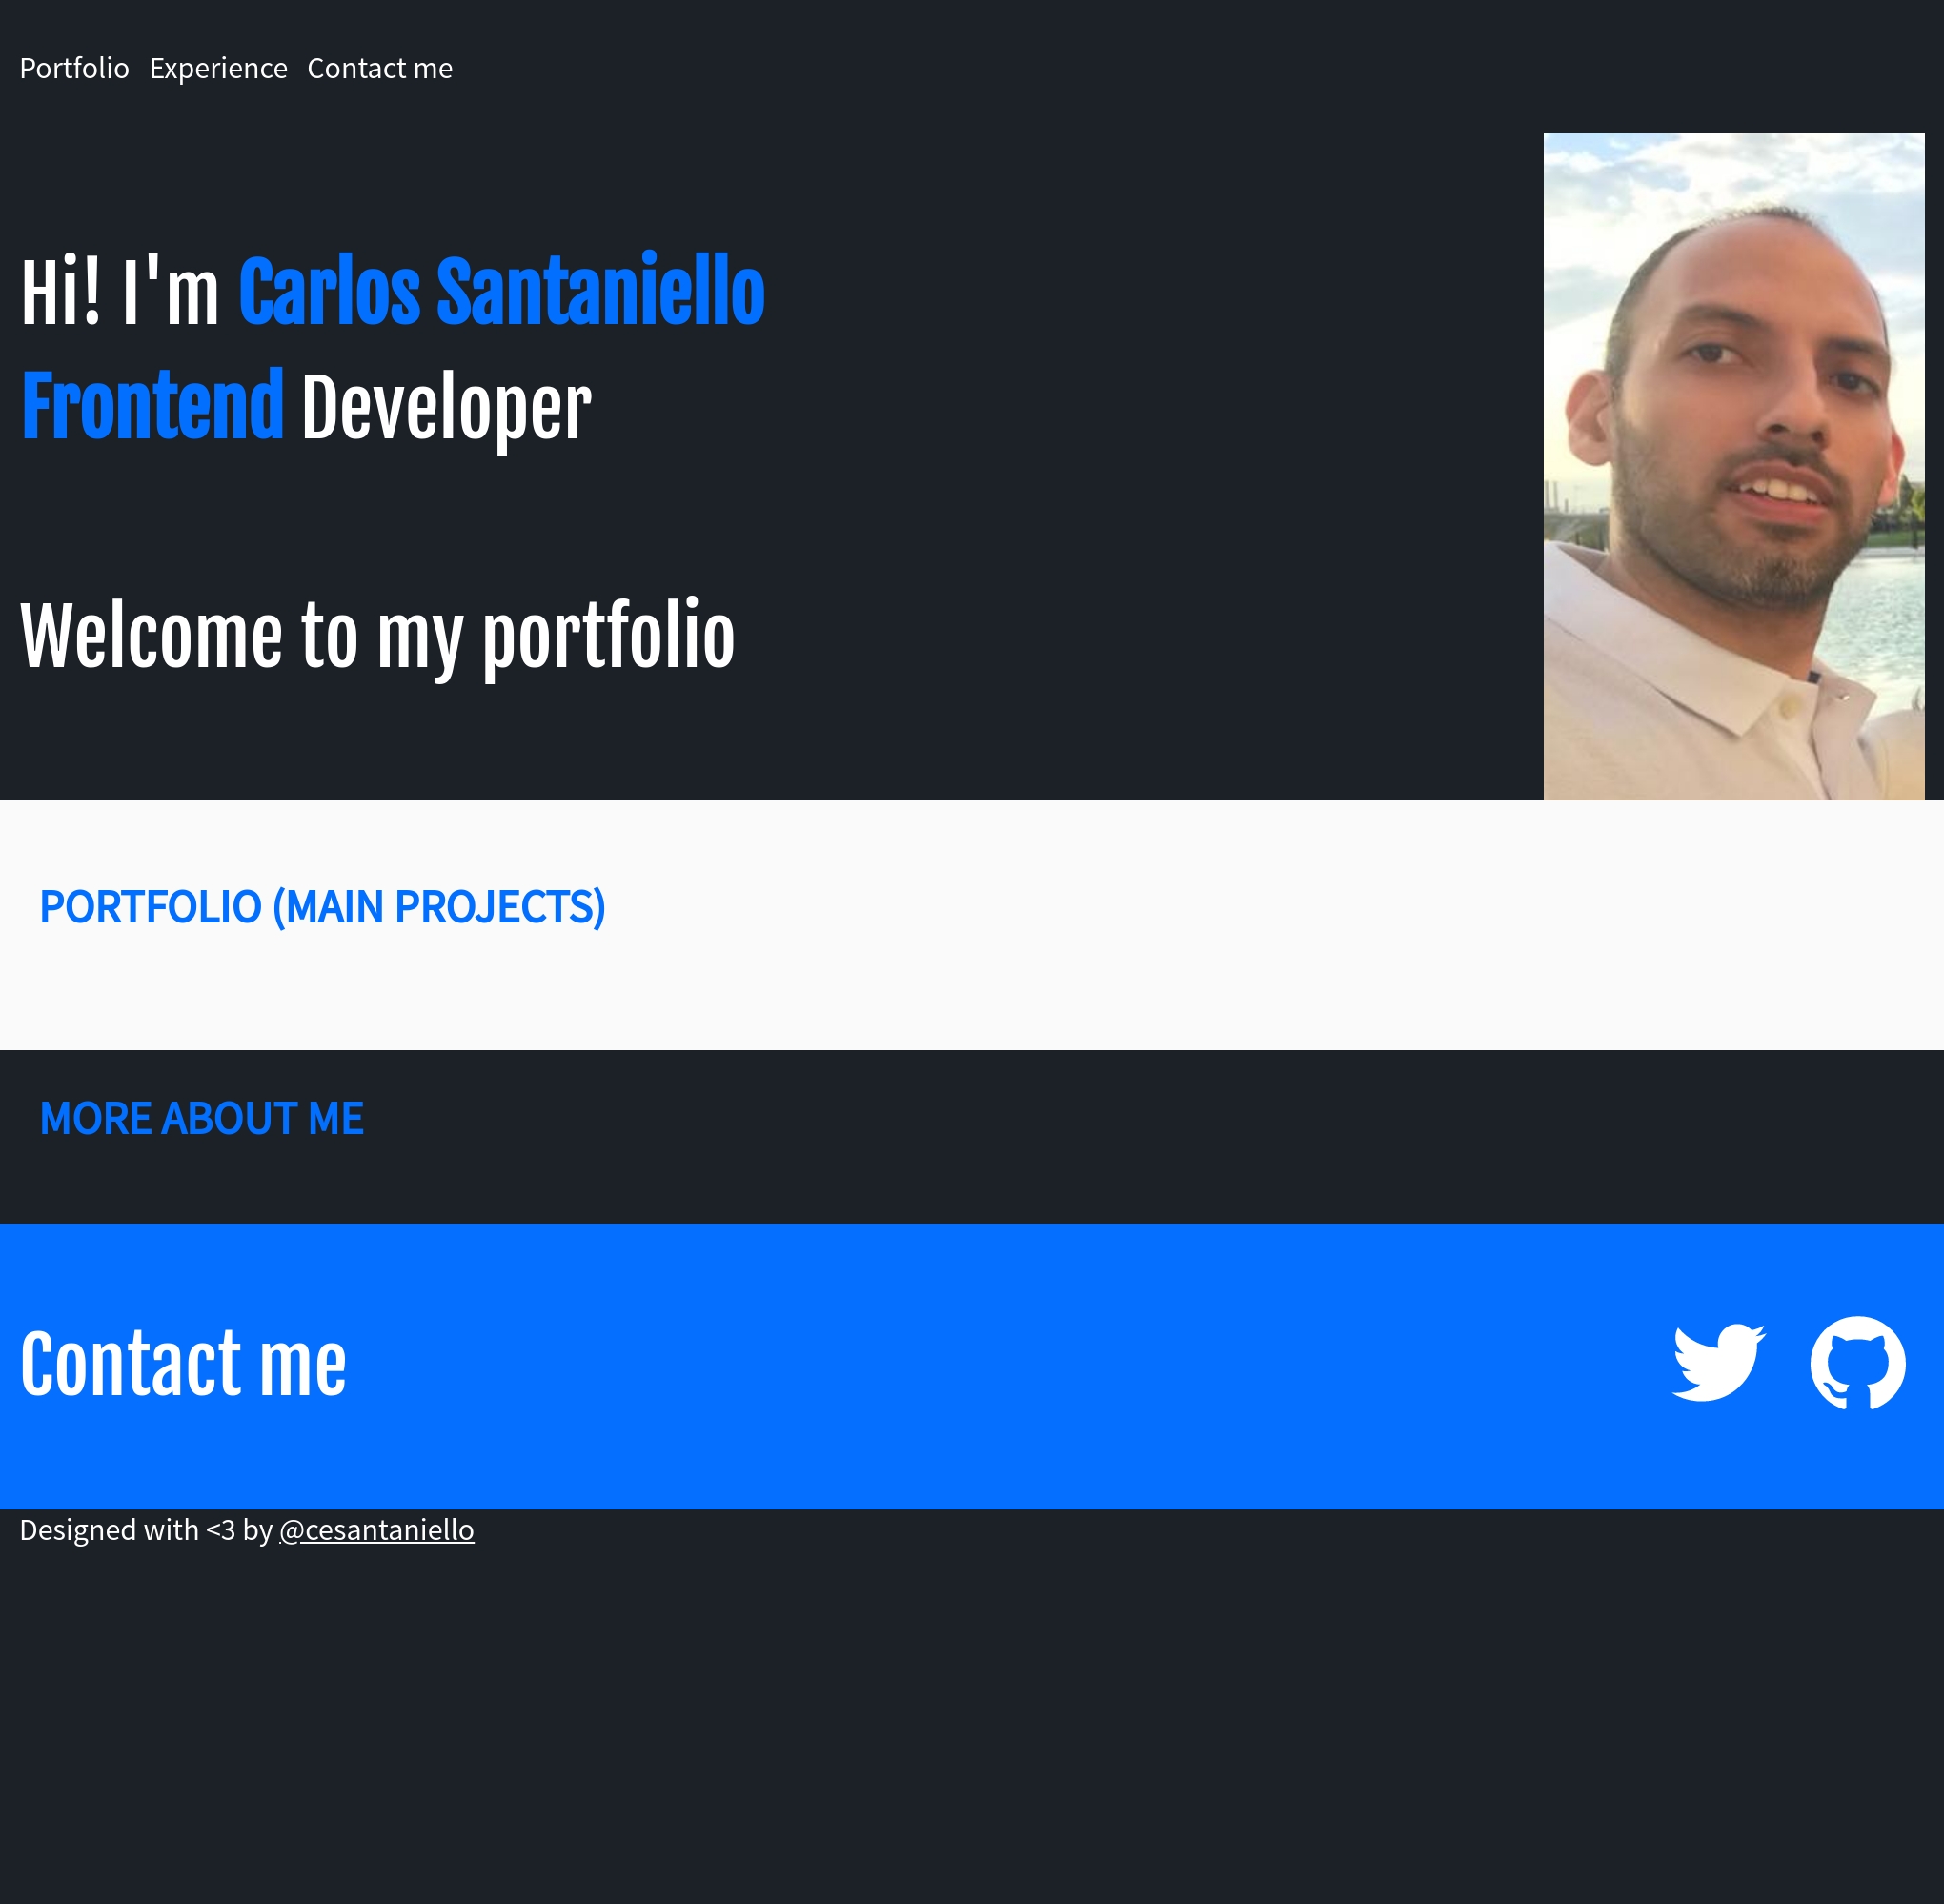 Portfolio Experience Contact me
Hi! I'm Carlos Santaniello
Frontend Developer
Welcome to my portfolio
PORTFOLIO (MAIN PROJECTS)
MORE ABOUT ME
Contact me
Designed with <3 by @cesantaniello